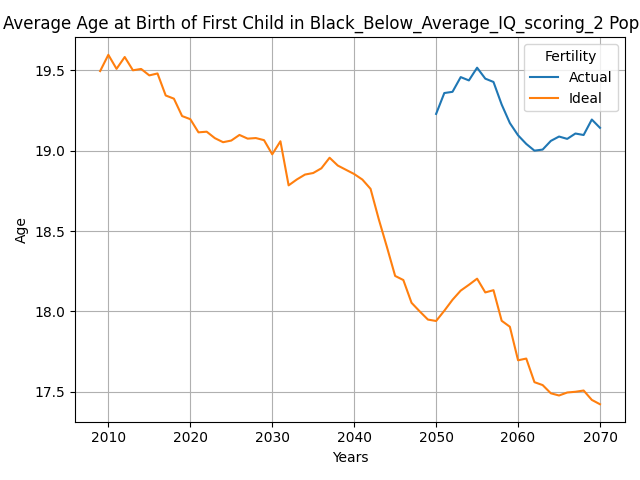 Average Age at Birth of First Child in Black_Below_Average_IQ_scoring_2 Pop
Fertility
Actual
Ideal
19.5
19.0
18.5
18.0
17.5
Age
2010 2020 2030 2040 2050 2060 2070
Years